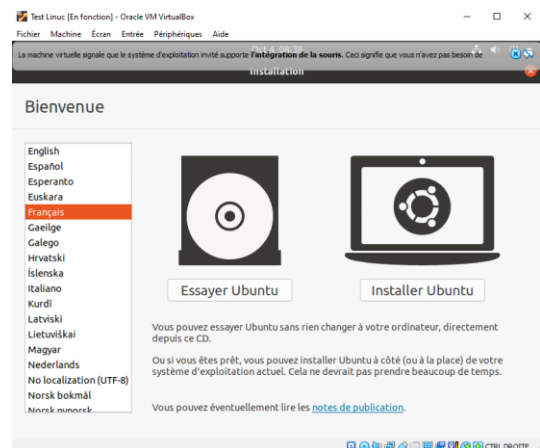 Test Linuc [En fonction] - Oracle VM VirtualBox
Fichier Machine Écran Entrée Périphériques Aide
La machine virtuelle signale que le système d'exploitation invité supporte l'intégration de la souris. Ceci signifie que vous n'avez pas besoin de
Installation
Bienvenue
English
Español
Esperanto
Euskara
Français
Gaeilge
Galego
Hrvatski
Íslenska
Italiano
Kurdî
Latviski
Lietuviškai
Magyar
Nederlands
No localization (UTF-8)
Norsk bokmål
Norsk nynorsk
Essayer Ubuntu
Installer Ubuntu
Vous pouvez essayer Ubuntu sans rien changer à votre ordinateur, directement
depuis ce CD.
Ou si vous êtes prêt, vous pouvez installer Ubuntu à côté (ou à la place) de votre
système d'exploitation actuel. Cela ne devrait pas prendre beaucoup de temps.
Vous pouvez éventuellement lire les notes de publication.
CTRL DROITE